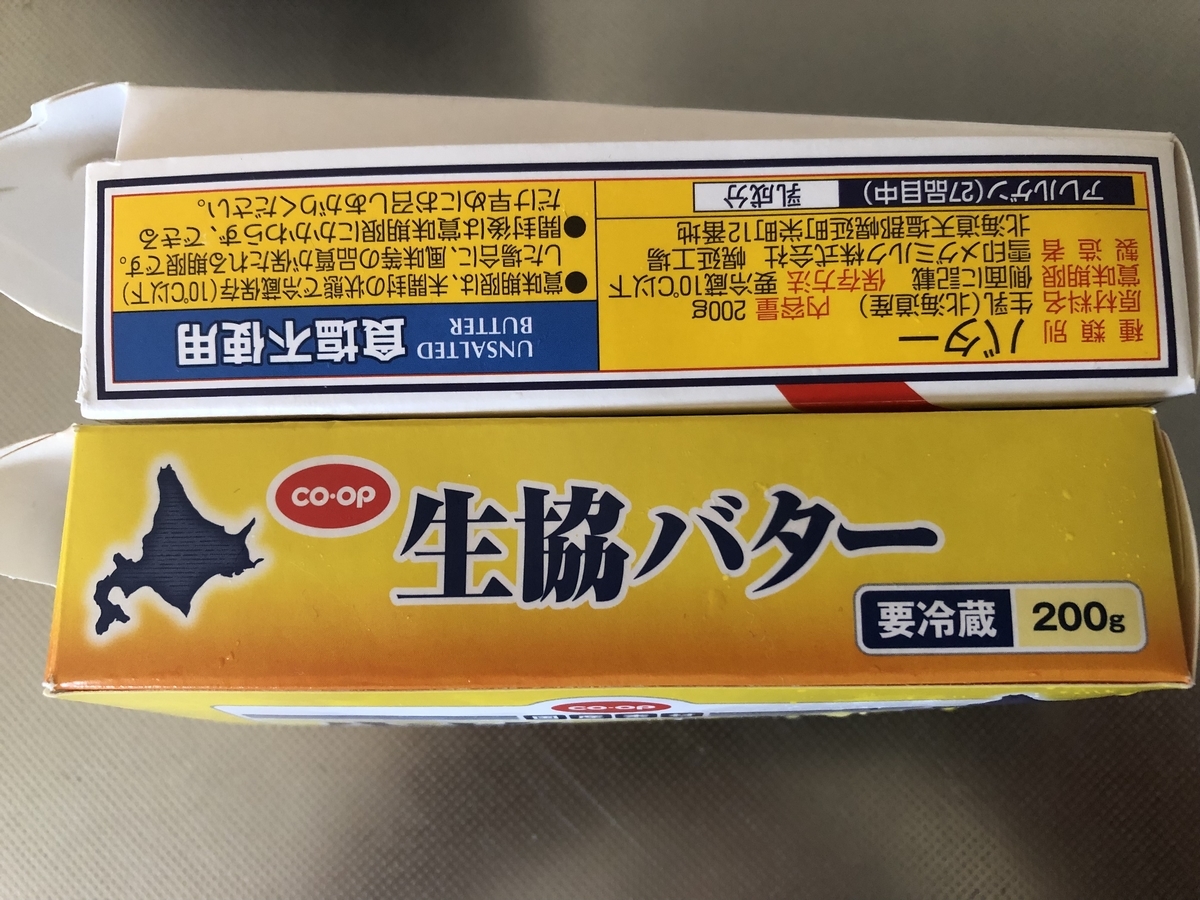 種類別 バター
原材料名 生乳(北海道産) 内容量 200g
賞味期限 側面に記載 保存方法 要冷蔵10℃以下
製造者 雪印メグミルク株式会社 幌延工場
北海道天塩郡幌延町栄町12番地
アレルゲン(27品目中) 乳成分
UNSALTED
BUTTER
食塩不使用
●賞味期限は、未開封の状態で冷蔵保存(10℃以下)
した場合に、風味等の品質が保たれる期限です。
●開封後は賞味期限にかかわらず、できる
だけ早めにお召しあがりください。
CO·OP
生協バター
要冷蔵 200g
CO·OP